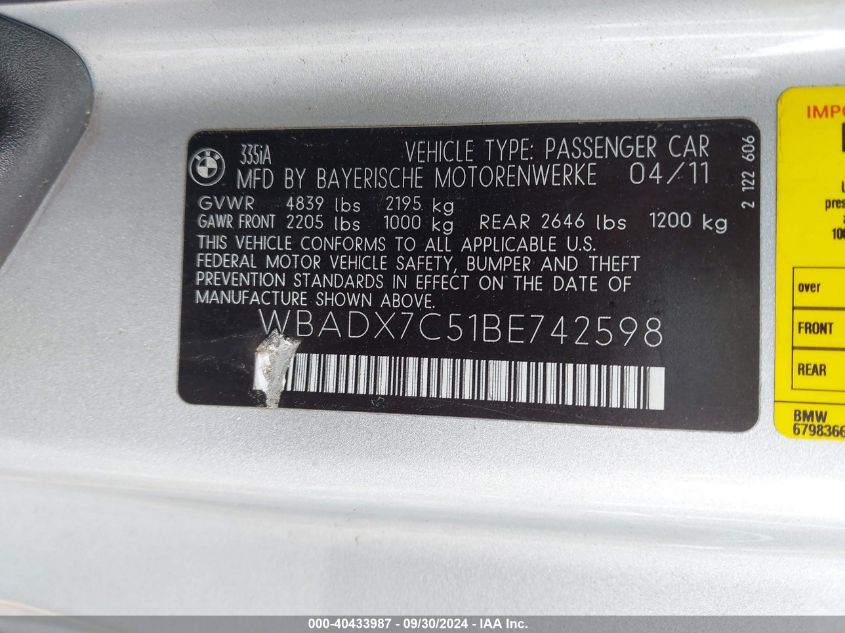 BMW
335iA
VEHICLE TYPE: PASSENGER CAR
MFD BY BAYERISCHE MOTORENWERKE 04/11
GVWR 4839 lbs 2195 kg
GAWR FRONT 2205 lbs 1000 kg REAR 2646 lbs 1200 kg
THIS VEHICLE CONFORMS TO ALL APPLICABLE U.S.
FEDERAL MOTOR VEHICLE SAFETY, BUMPER AND THEFT
PREVENTION STANDARDS IN EFFECT ON THE DATE OF
MANUFACTURE SHOWN ABOVE.
WBADX7C51BE742598
2 122 606
IMPO
pres
100
over
FRONT
REAR
BMW
6798366
000-40433987 - 09/30/2024 - IAA Inc.